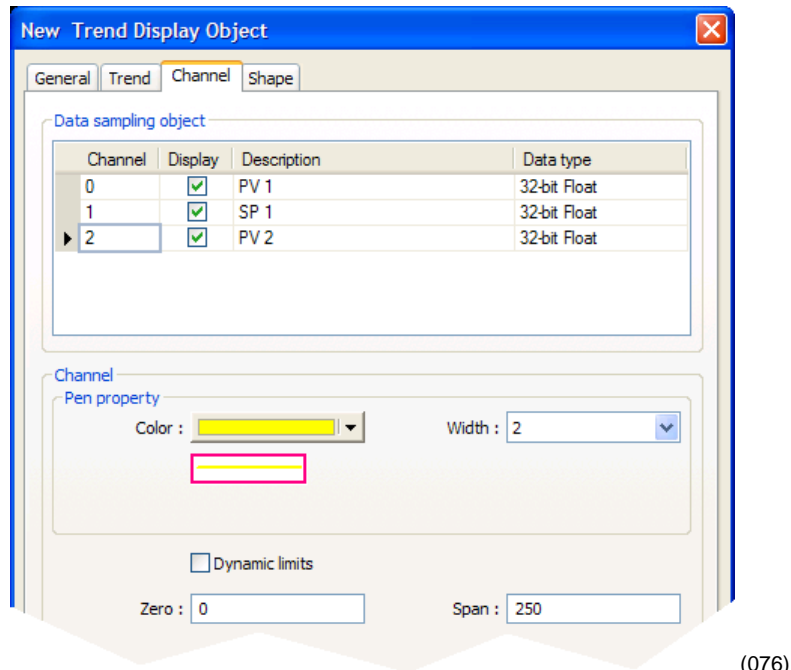 New Trend Display Object
General Trend Channel Shape
Data sampling object
Channel Display Description Data type
0 PV 1 32-bit Float
1 SP 1 32-bit Float
2 PV 2 32-bit Float
Channel
Pen property
Color : Width : 2
Dynamic limits
Zero : 0 Span : 250
(076)